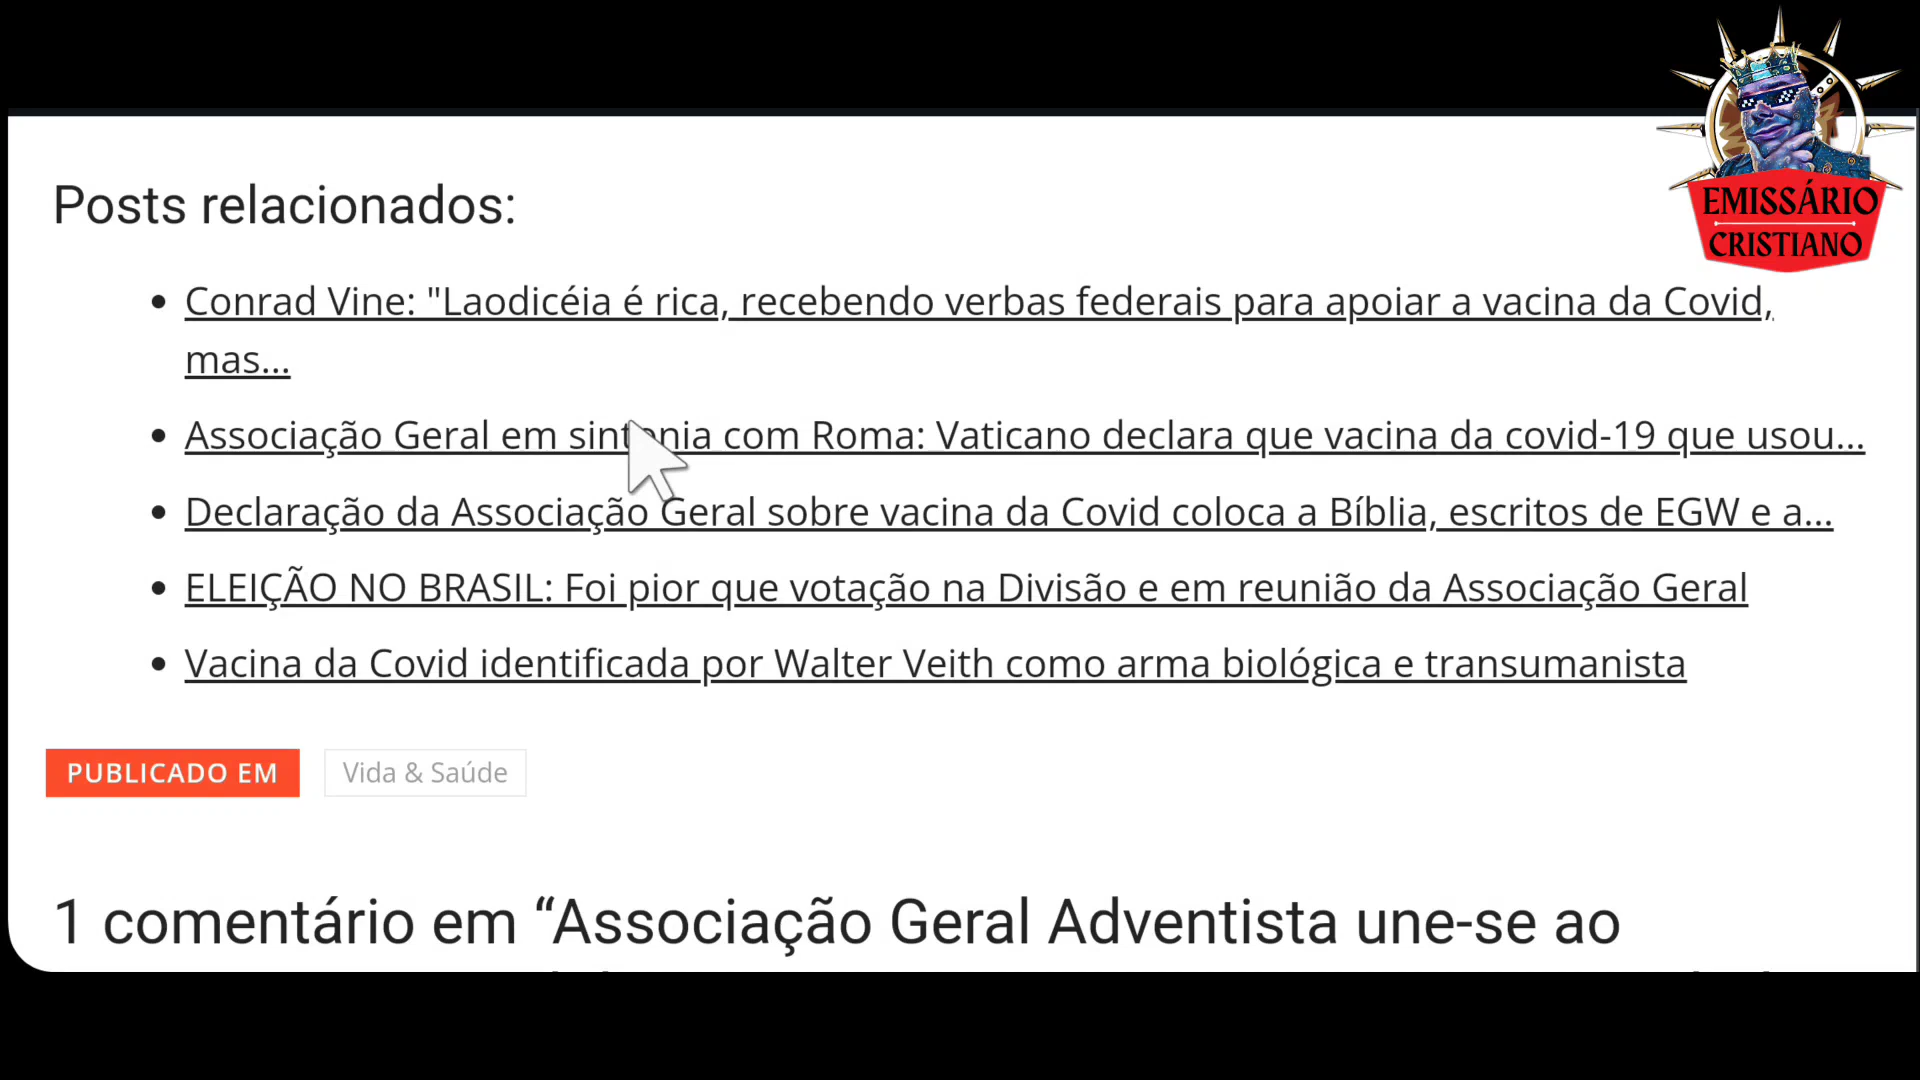 EMISSÁRIO
CRISTIANO
Posts relacionados:
Conrad Vine: "Laodicéia é rica, recebendo verbas federais para apoiar a vacina da Covid,
mas...
Associação Geral em sintonia com Roma: Vaticano declara que vacina da covid-19 que usou...
Declaração da Associação Geral sobre vacina da Covid coloca a Bíblia, escritos de EGW e a...
ELEIÇÃO NO BRASIL: Foi pior que votação na Divisão e em reunião da Associação Geral
Vacina da Covid identificada por Walter Veith como arma biológica e transumanista
PUBLICADO EM Vida & Saúde
1 comentário em “Associação Geral Adventista une-se ao